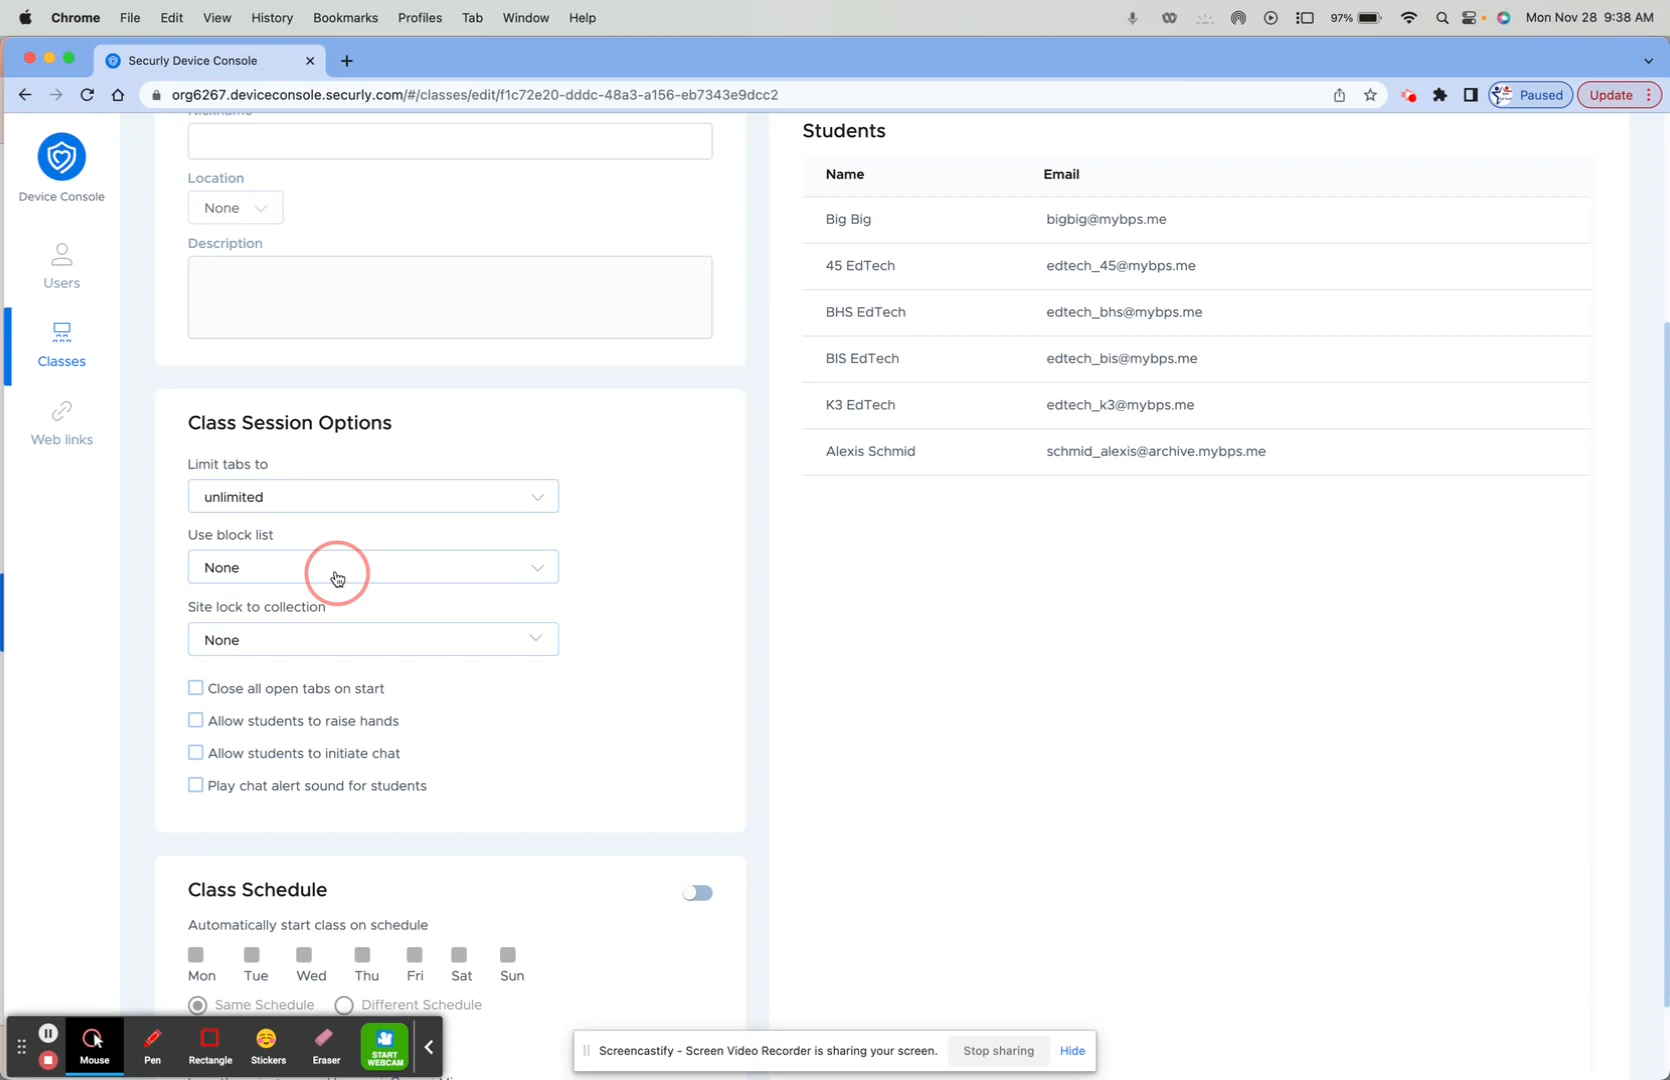 Chrome File Edit View History Bookmarks Profiles Tab Window Help 97% Mon Nov 28 9:38 AM
Securly Device Console
org6267.deviceconsole.securly.com/#/classes/edit/f1c72e20-dddc-48a3-a156-eb7343e9dcc2 Paused Update
Device Console
Users
Classes
Web links
Nickname
Location
None
Description
Class Session Options
Limit tabs to
unlimited
Use block list
None
Site lock to collection
None
Close all open tabs on start
Allow students to raise hands
Allow students to initiate chat
Play chat alert sound for students
Class Schedule
Automatically start class on schedule
Mon Tue Wed Thu Fri Sat Sun
Same Schedule Different Schedule
Students
Name Email
Big Big bigbig@mybps.me
45 EdTech edtech_45@mybps.me
BHS EdTech edtech_bhs@mybps.me
BIS EdTech edtech_bis@mybps.me
K3 EdTech edtech_k3@mybps.me
Alexis Schmid schmid_alexis@archive.mybps.me
Mouse Pen Rectangle Stickers Eraser START WEBCAM
Screencastify - Screen Video Recorder is sharing your screen. Stop sharing Hide